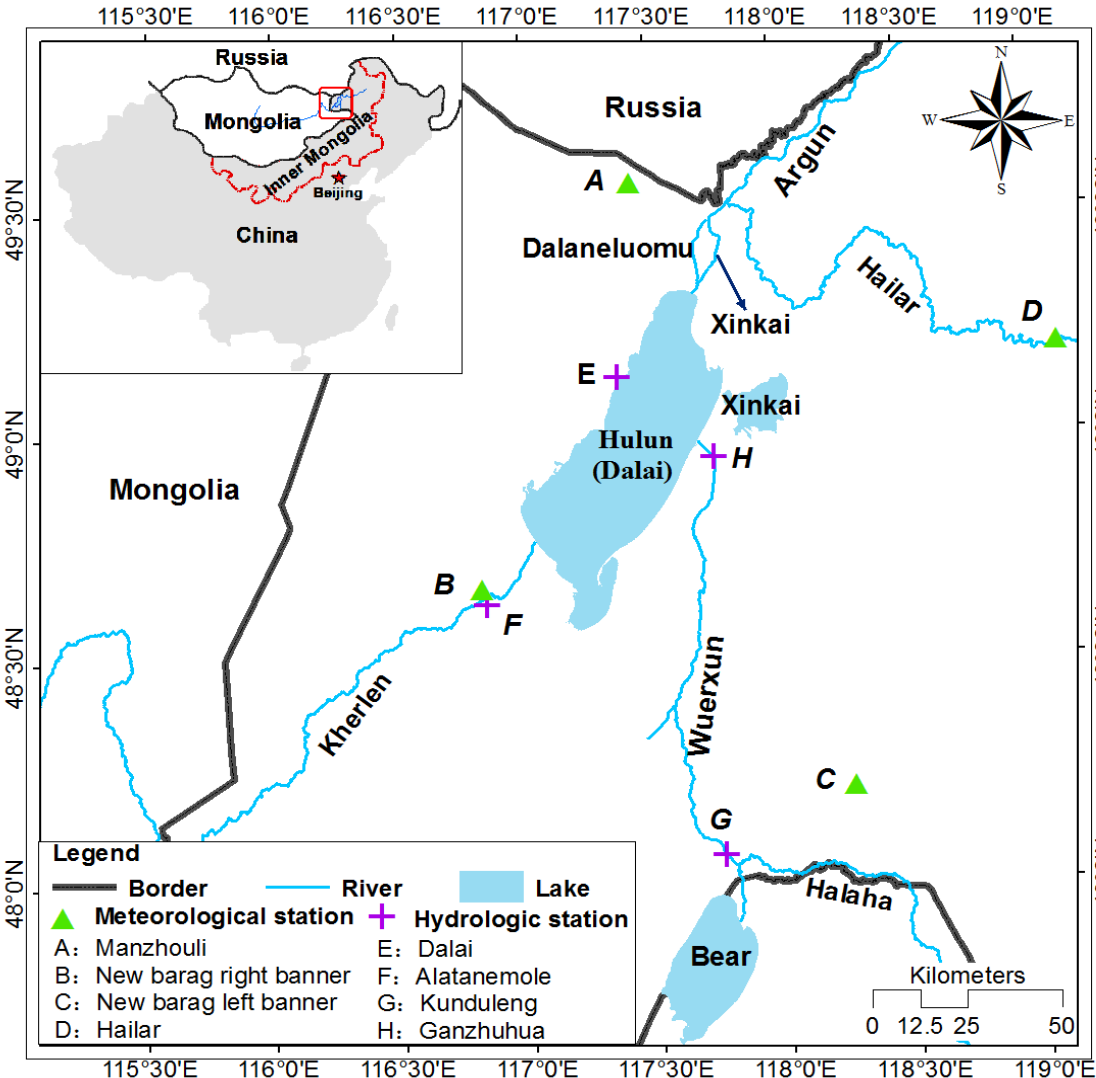 115°30'E 116°0'E 116°30'E 117°0'E 117°30'E 118°0'E 118°30'E 119°0'E
Russia
Mongolia
Inner Mongolia
Beijing
China
Russia
A
Argun
49°30'N
Dalaneluomu
Hailar
Xinkai
D
E
Xinkai
Hulun
(Dalai)
H
49°0'N
Mongolia
B
F
48°30'N
Kherlen
Wuerxun
C
G
48°0'N
Halaha
Bear
Legend
Border River Lake
Meteorological station Hydrologic station
A: Manzhouli E: Dalai
B: New barag right banner F: Alatanemole
C: New barag left banner G: Kunduleng
D: Hailar H: Ganzhuhua
Kilometers
0 12.5 25 50
N
W E
S
115°30'E 116°0'E 116°30'E 117°0'E 117°30'E 118°0'E 118°30'E 119°0'E